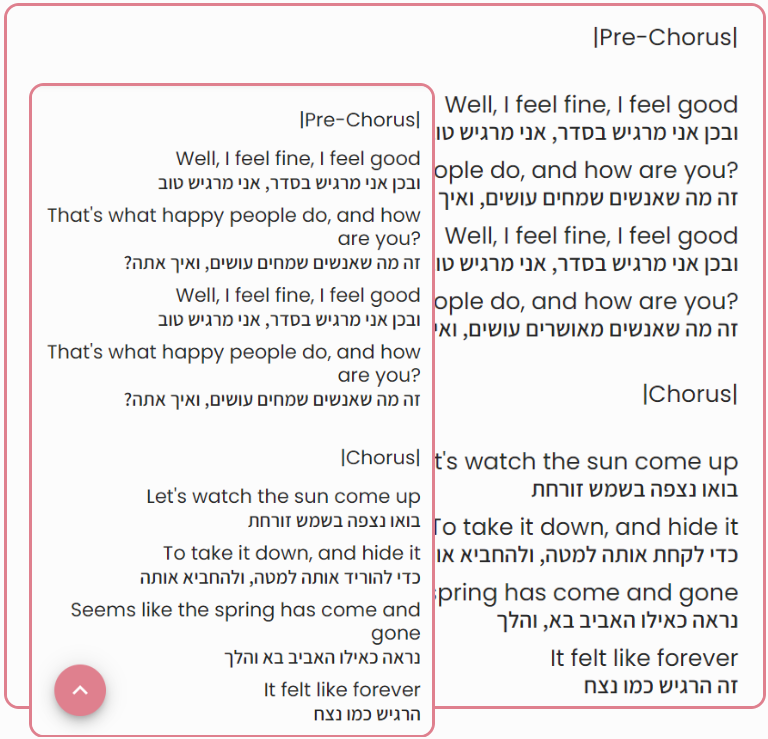 |Pre-Chorus|
Well, I feel fine, I feel good
ובכן אני מרגיש בסדר, אני מרגיש טוב
That's what happy people do, and how
are you?
זה מה שאנשים שמחים עושים, ואיך אתה?
Well, I feel fine, I feel good
ובכן אני מרגיש בסדר, אני מרגיש טוב
That's what happy people do, and how
are you?
זה מה שאנשים שמחים עושים, ואיך אתה?
|Chorus|
Let's watch the sun come up
בואו נצפה בשמש זורחת
To take it down, and hide it
כדי להוריד אותה למטה, ולהחביא אותה
Seems like the spring has come and
gone
נראה כאילו האביב בא והלך
It felt like forever
הרגיש כמו נצח
|Pre-Chorus|
Well, I feel fine, I feel good
ובכן אני מרגיש בסדר, אני מרגיש טו
ople do, and how are you?
זה מה שאנשים שמחים עושים, ואיך
Well, I feel fine, I feel good
ובכן אני מרגיש בסדר, אני מרגיש טו
ople do, and how are you?
זה מה שאנשים מאושרים עושים, ואי
|Chorus|
t's watch the sun come up
בואו נצפה בשמש זורחת
To take it down, and hide it
כדי לקחת אותה למטה, ולהחביא או
spring has come and gone
נראה כאילו האביב בא, והלך
It felt like forever
זה הרגיש כמו נצח